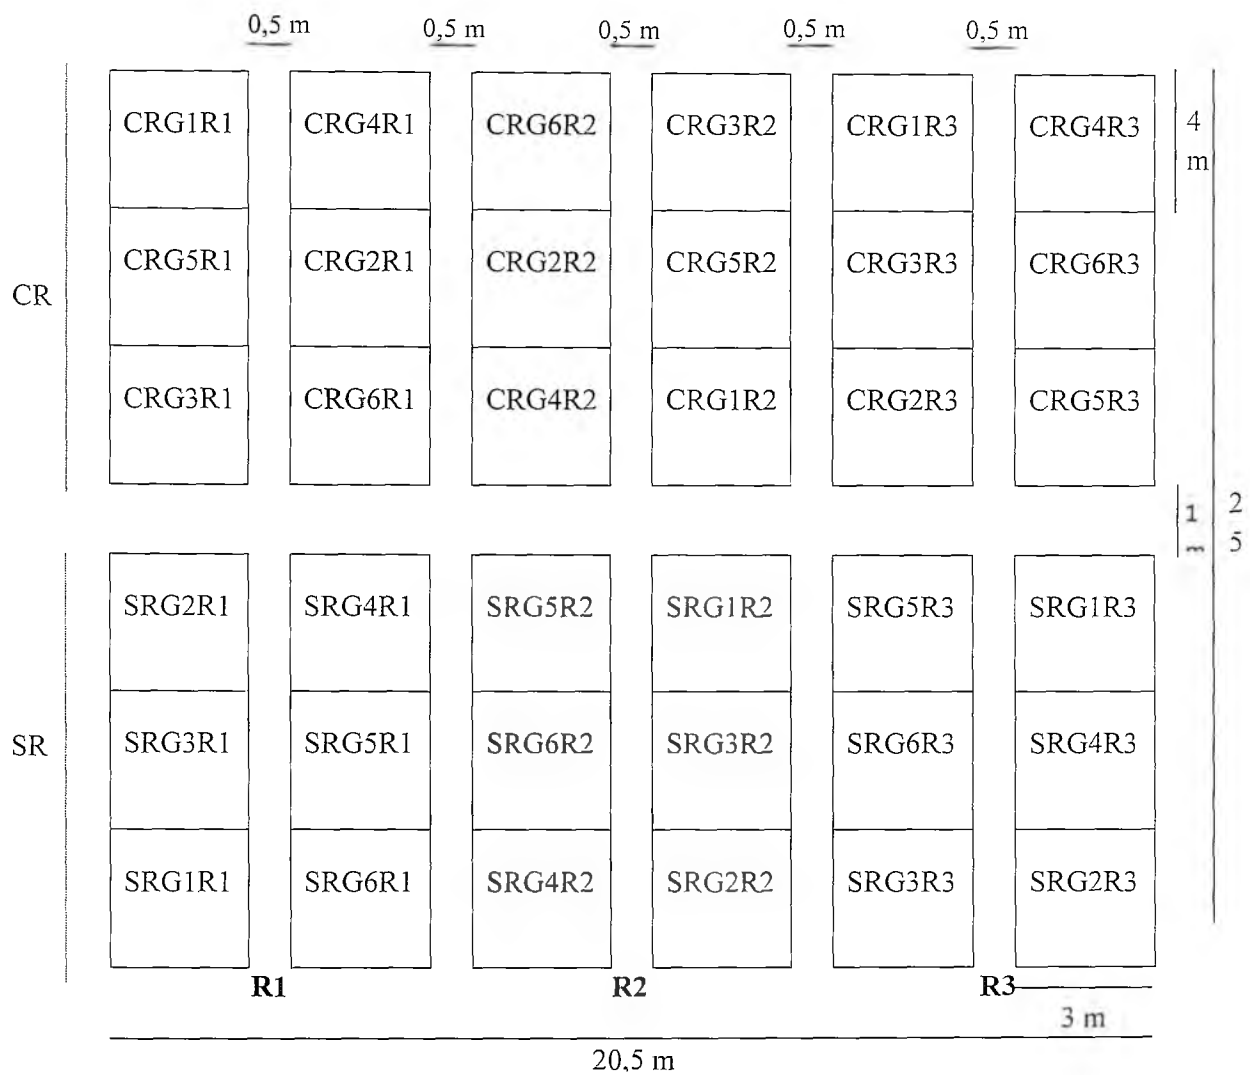 0,5 m 0,5 m 0,5 m 0,5 m 0,5 m
CRG1R1 CRG4R1 CRG6R2 CRG3R2 CRG1R3 CRG4R3
4
m
CRG5R1 CRG2R1 CRG2R2 CRG5R2 CRG3R3 CRG6R3
CR
CRG3R1 CRG6R1 CRG4R2 CRG1R2 CRG2R3 CRG5R3
1
m
2
5
SRG2R1 SRG4R1 SRG5R2 SRG1R2 SRG5R3 SRG1R3
SR
SRG3R1 SRG5R1 SRG6R2 SRG3R2 SRG6R3 SRG4R3
SRG1R1 SRG6R1 SRG4R2 SRG2R2 SRG3R3 SRG2R3
R1 R2 R3
3 m
20,5 m